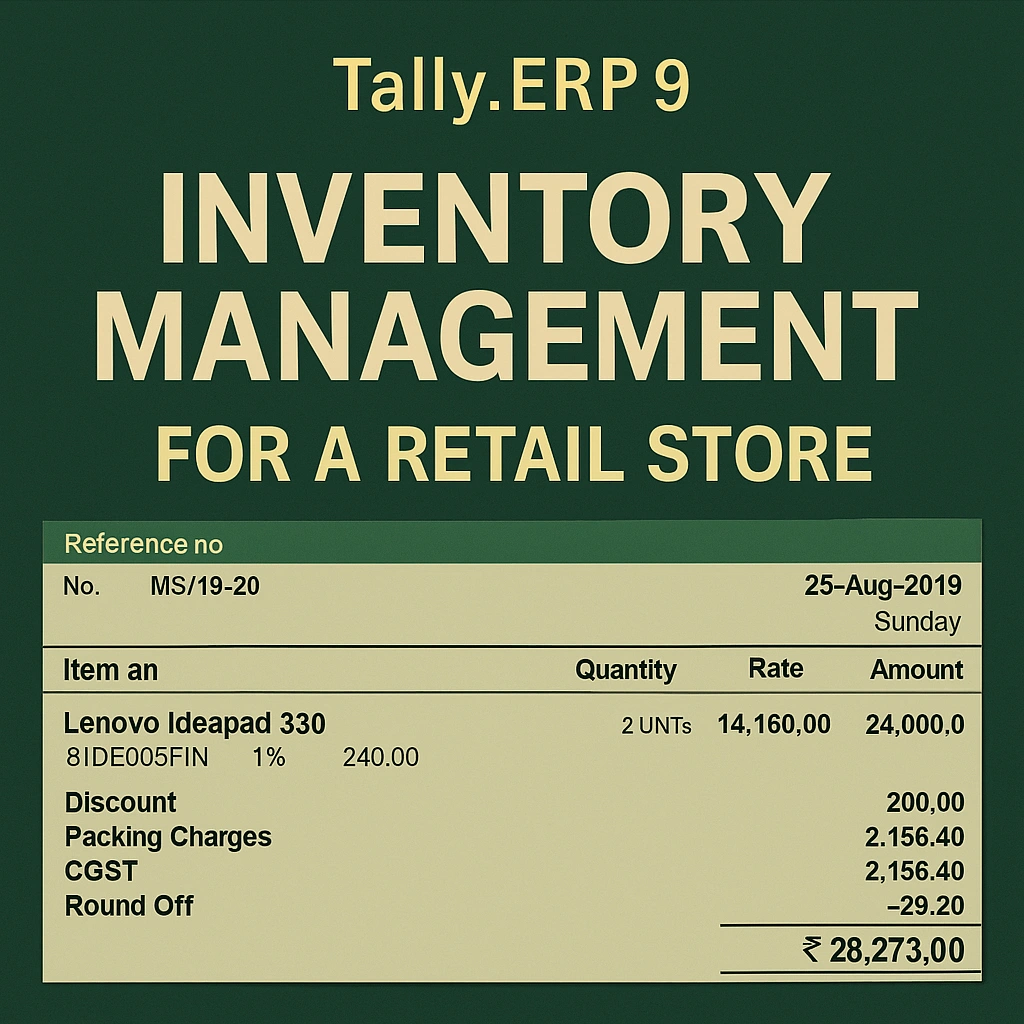 Tally.ERP 9
INVENTORY
MANAGEMENT
FOR A RETAIL STORE
Reference no
No. MS/19-20 25–Aug–2019
Sunday
Item an Quantity Rate Amount
Lenovo Ideapad 330 2 UNTs 14,160,00 24,000,0
8IDE005FIN 1% 240.00
Discount 200,00
Packing Charges 2.156.40
CGST 2,156.40
Round Off –29.20
₹ 28,273,00